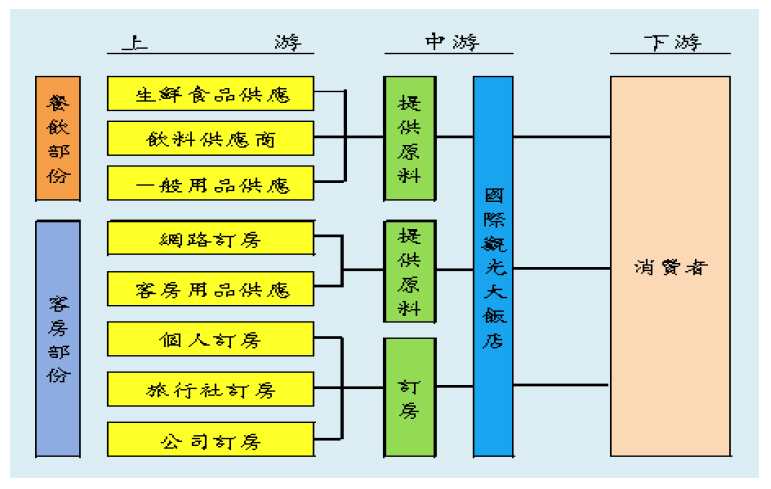 上 游
中游
下游
餐飲部份
生鮮食品供應
飲料供應商
一般用品供應
提供原料
客房部份
網路訂房
客房用品供應
個人訂房
旅行社訂房
公司訂房
提供原料
訂房
國際觀光大飯店
消費者